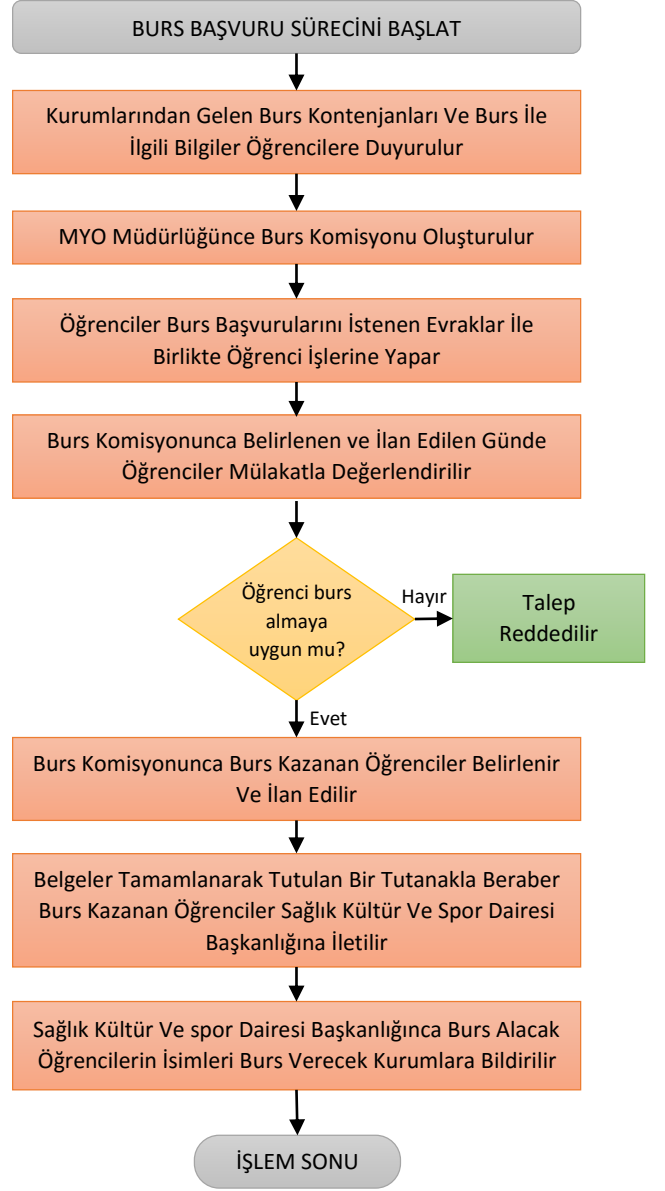 BURS BAŞVURU SÜRECİNİ BAŞLAT
Kurumlarından Gelen Burs Kontenjanları Ve Burs İle
İlgili Bilgiler Öğrencilere Duyurulur
MYO Müdürlüğünce Burs Komisyonu Oluşturulur
Öğrenciler Burs Başvurularını İstenen Evraklar İle
Birlikte Öğrenci İşlerine Yapar
Burs Komisyonunca Belirlenen ve İlan Edilen Günde
Öğrenciler Mülakatla Değerlendirilir
Öğrenci burs
almaya
uygun mu?
Hayır
Talep
Reddedilir
Evet
Burs Komisyonunca Burs Kazanan Öğrenciler Belirlenir
Ve İlan Edilir
Belgeler Tamamlanarak Tutulan Bir Tutanakla Beraber
Burs Kazanan Öğrenciler Sağlık Kültür Ve Spor Dairesi
Başkanlığına İletilir
Sağlık Kültür Ve spor Dairesi Başkanlığınca Burs Alacak
Öğrencilerin İsimleri Burs Verecek Kurumlara Bildirilir
İŞLEM SONU